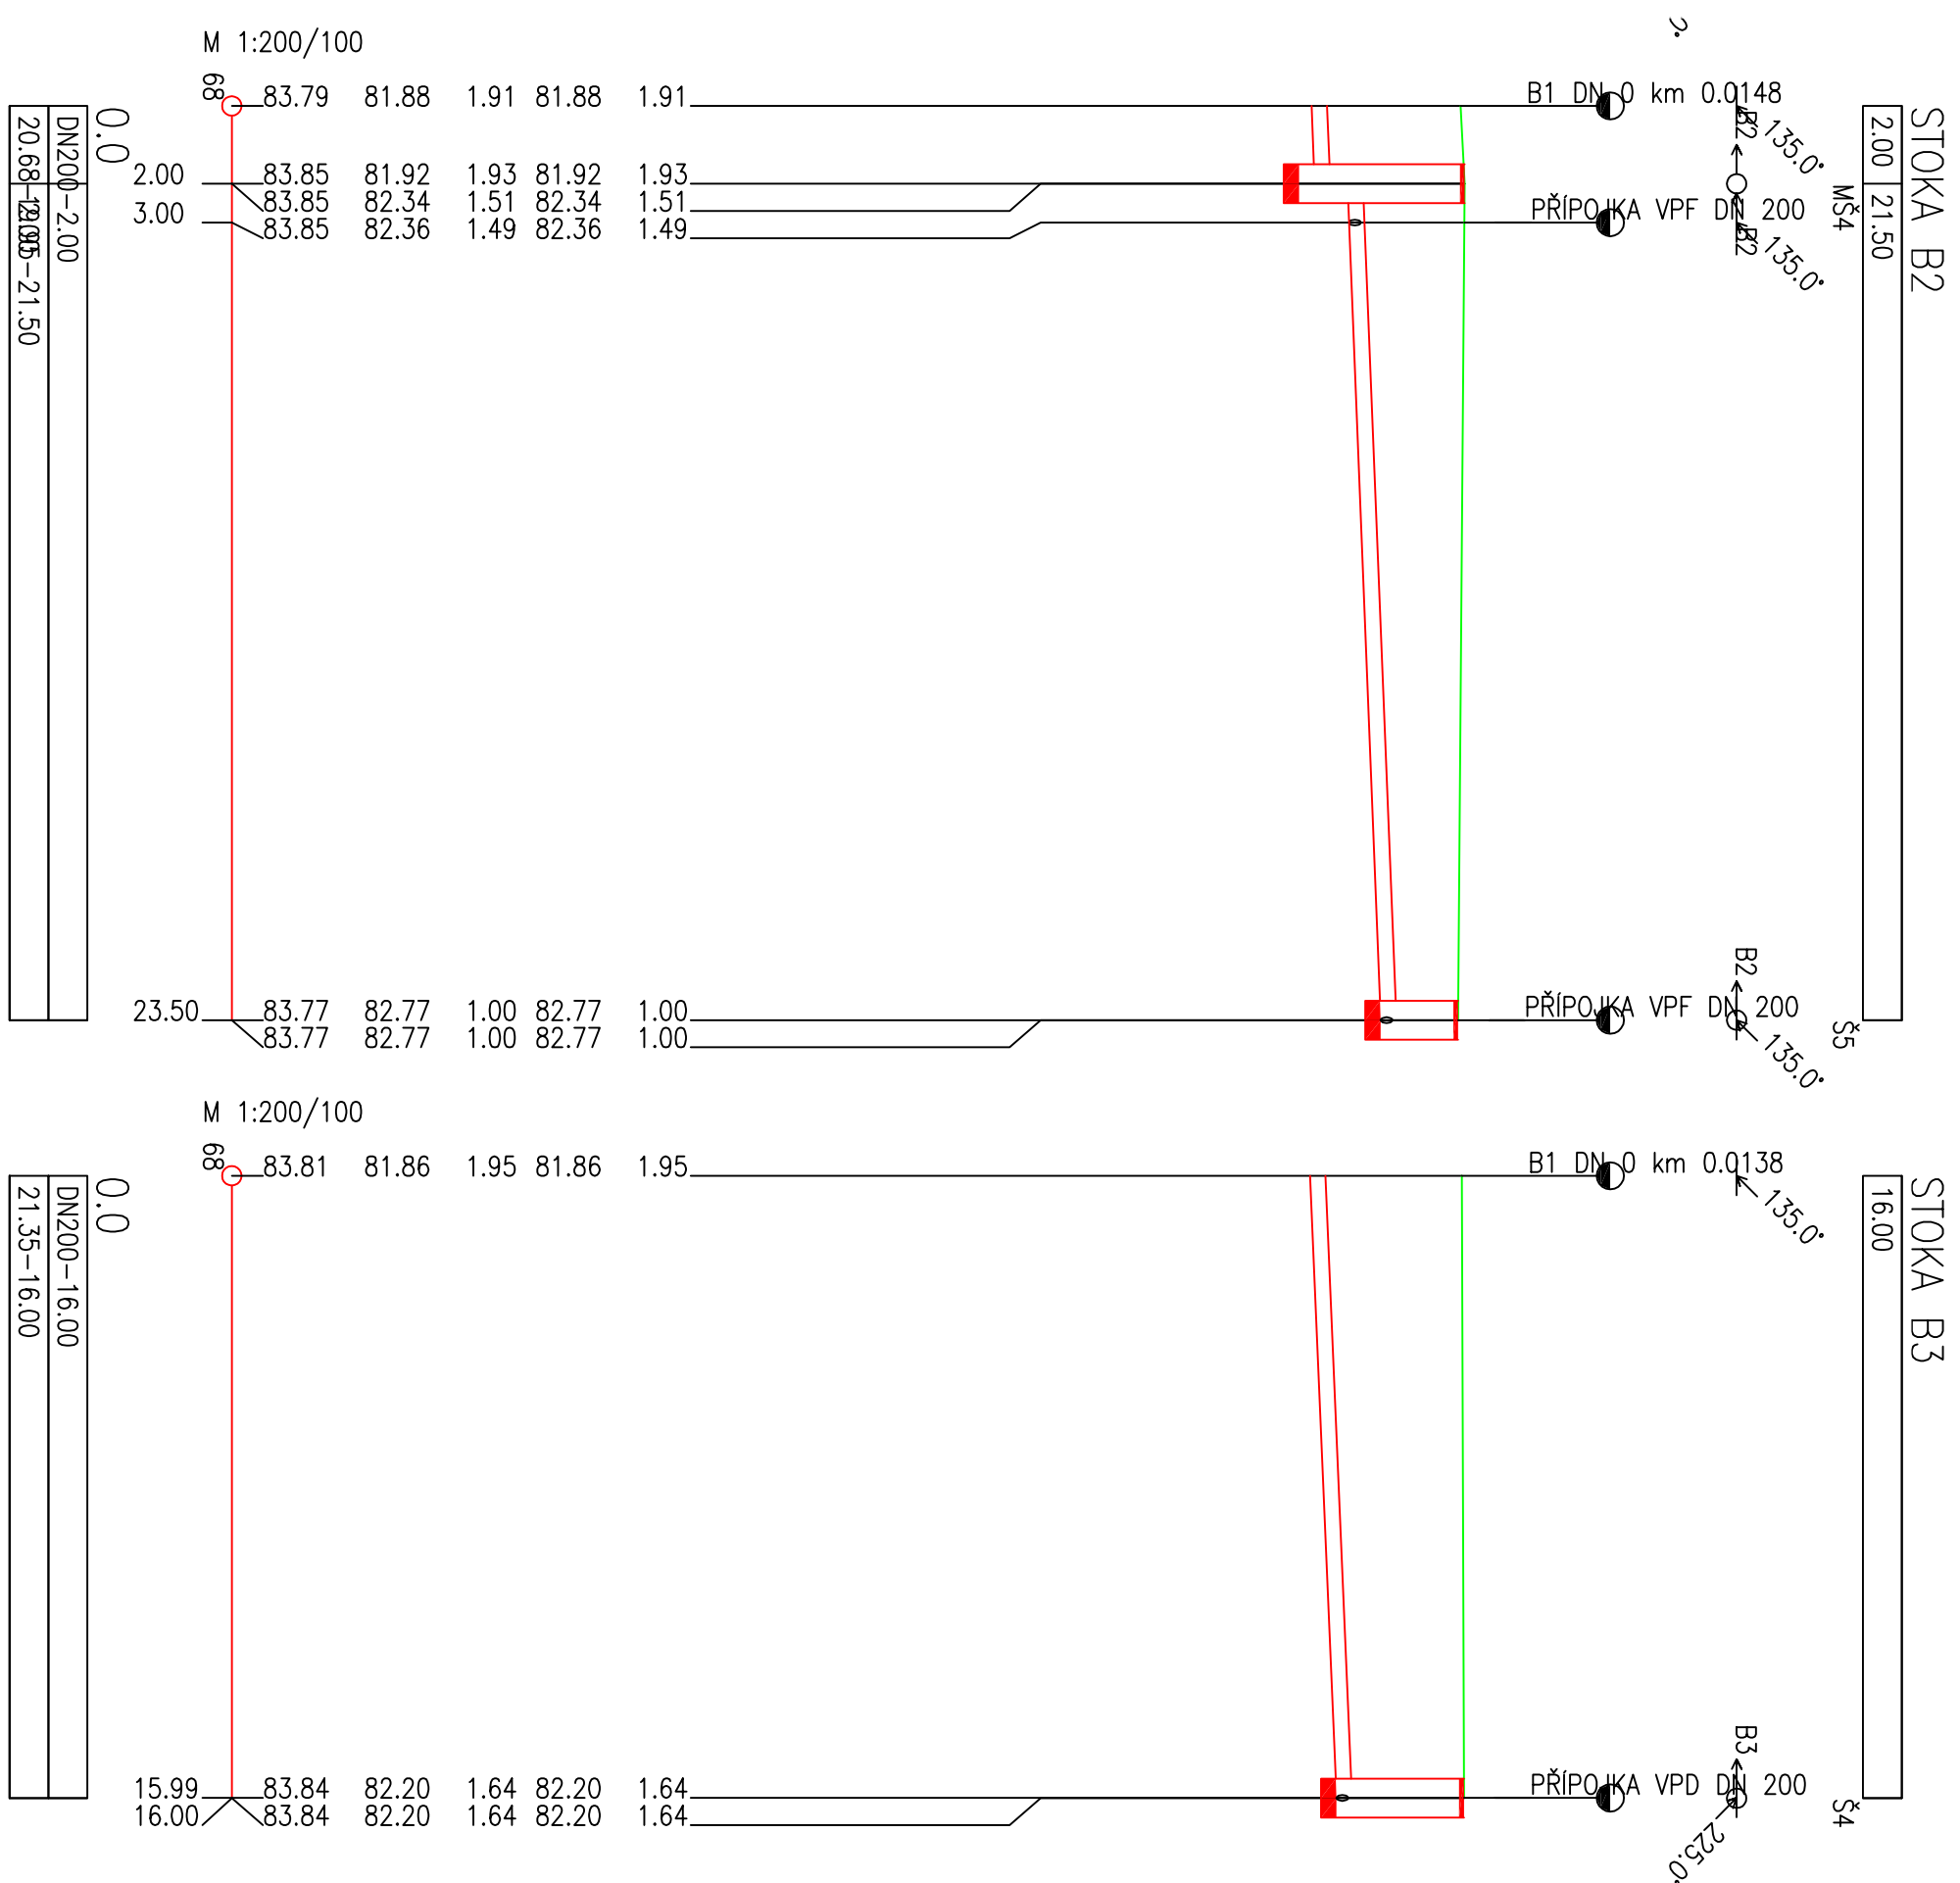 M 1:200/100
68
83.79 81.88 1.91 81.88 1.91
B1 DN 0 km 0.0148
B2
135.0°
2.00 83.85 81.92 1.93 81.92 1.93
83.85 82.34 1.51 82.34 1.51
3.00 83.85 82.36 1.49 82.36 1.49
PŘÍPOJKA VPF DN 200
B2
135.0°
MŠ4
2.00 21.50
STOKA B2
0.0
DN200-2.00
20.68-2.00
-21.50
23.50 83.77 82.77 1.00 82.77 1.00
83.77 82.77 1.00 82.77 1.00
PŘÍPOJKA VPF DN 200
B2
135.0°
Š5
M 1:200/100
68
83.81 81.86 1.95 81.86 1.95
B1 DN 0 km 0.0138
135.0°
16.00
STOKA B3
0.0
DN200-16.00
21.35-16.00
15.99 83.84 82.20 1.64 82.20 1.64
16.00 83.84 82.20 1.64 82.20 1.64
PŘÍPOJKA VPD DN 200
B3
225.0°
Š4